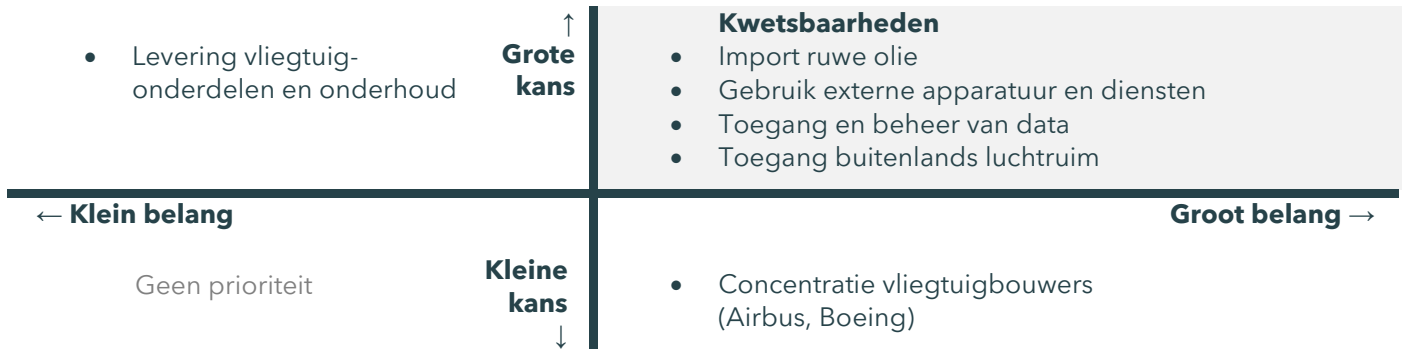 ↑
Grote
kans
• Levering vliegtuig-
onderdelen en onderhoud
Kwetsbaarheden
• Import ruwe olie
• Gebruik externe apparatuur en diensten
• Toegang en beheer van data
• Toegang buitenlands luchtruim
← Klein belang
Groot belang →
Geen prioriteit
Kleine
kans
↓
• Concentratie vliegtuigbouwers
(Airbus, Boeing)